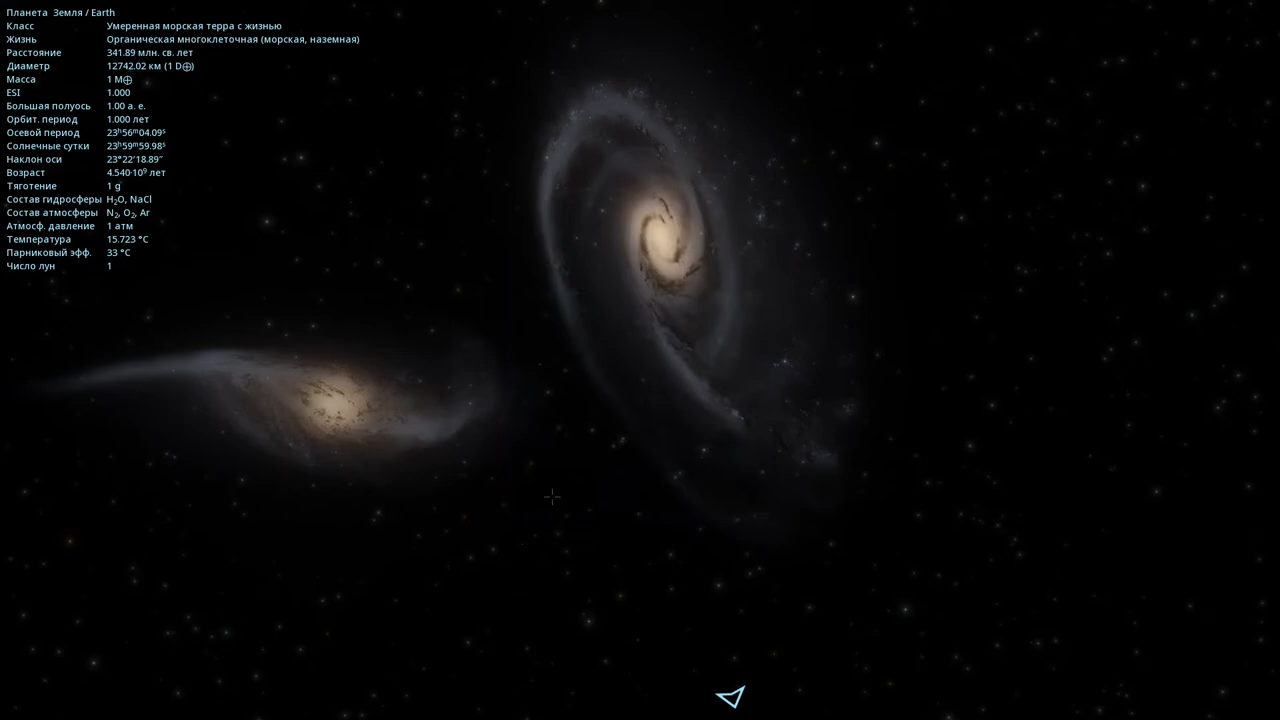 Планета Земля / Earth
Класс Умеренная морская терра с жизнью
Жизнь Органическая многоклеточная (морская, наземная)
Расстояние 341.89 млн. св. лет
Диаметр 12742.02 км (1 D⊕)
Масса 1 M⊕
ESI 1.000
Большая полуось 1.00 а. е.
Орбит. период 1.000 лет
Осевой период 23ʰ56ᵐ04.09ˢ
Солнечные сутки 23ʰ59ᵐ59.98ˢ
Наклон оси 23°22′18.89″
Возраст 4.540·10⁹ лет
Тяготение 1 g
Состав гидросферы H₂O, NaCl
Состав атмосферы N₂, O₂, Ar
Атмосф. давление 1 атм
Температура 15.723 °C
Парниковый эфф. 33 °C
Число лун 1